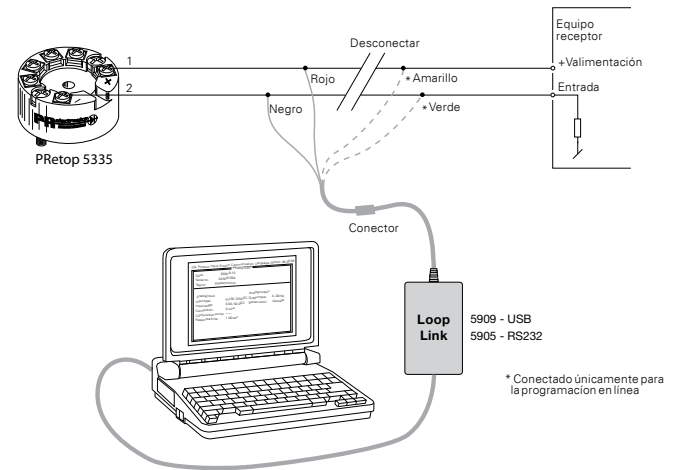 Equipo
receptor
Desconectar
1
+Valimentación
Rojo
*Amarillo
2
Entrada
Negro
*Verde
PRetop 5335
Conector
Loop
Link
5909 - USB
5905 - RS232
* Conectado únicamente para
la programacíon en línea